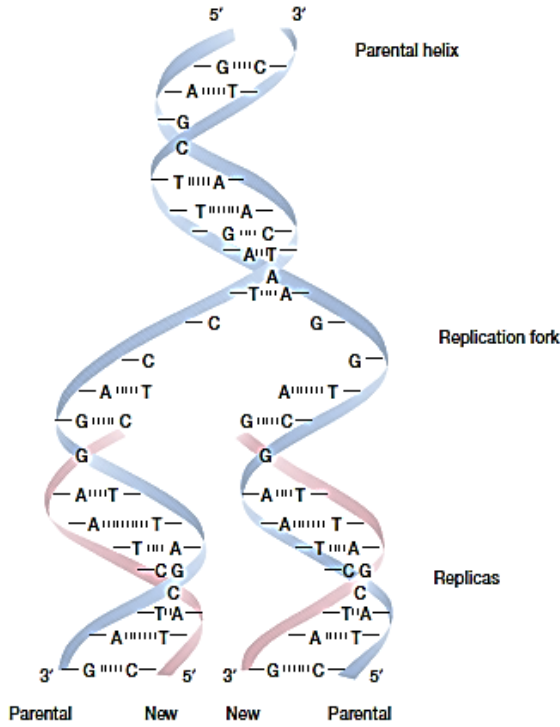 5′ 3′
Parental helix
G C
A T
G
C
T A
T A
G C
A T
A
T A
C G
Replication fork
C G
A T A T
G C G C
G G
A T A T
A T A T
T A T A
C G C G
Replicas
C C
T A T A
A T A T
3′ G C 5′ 3′ G C 5′
Parental New New Parental